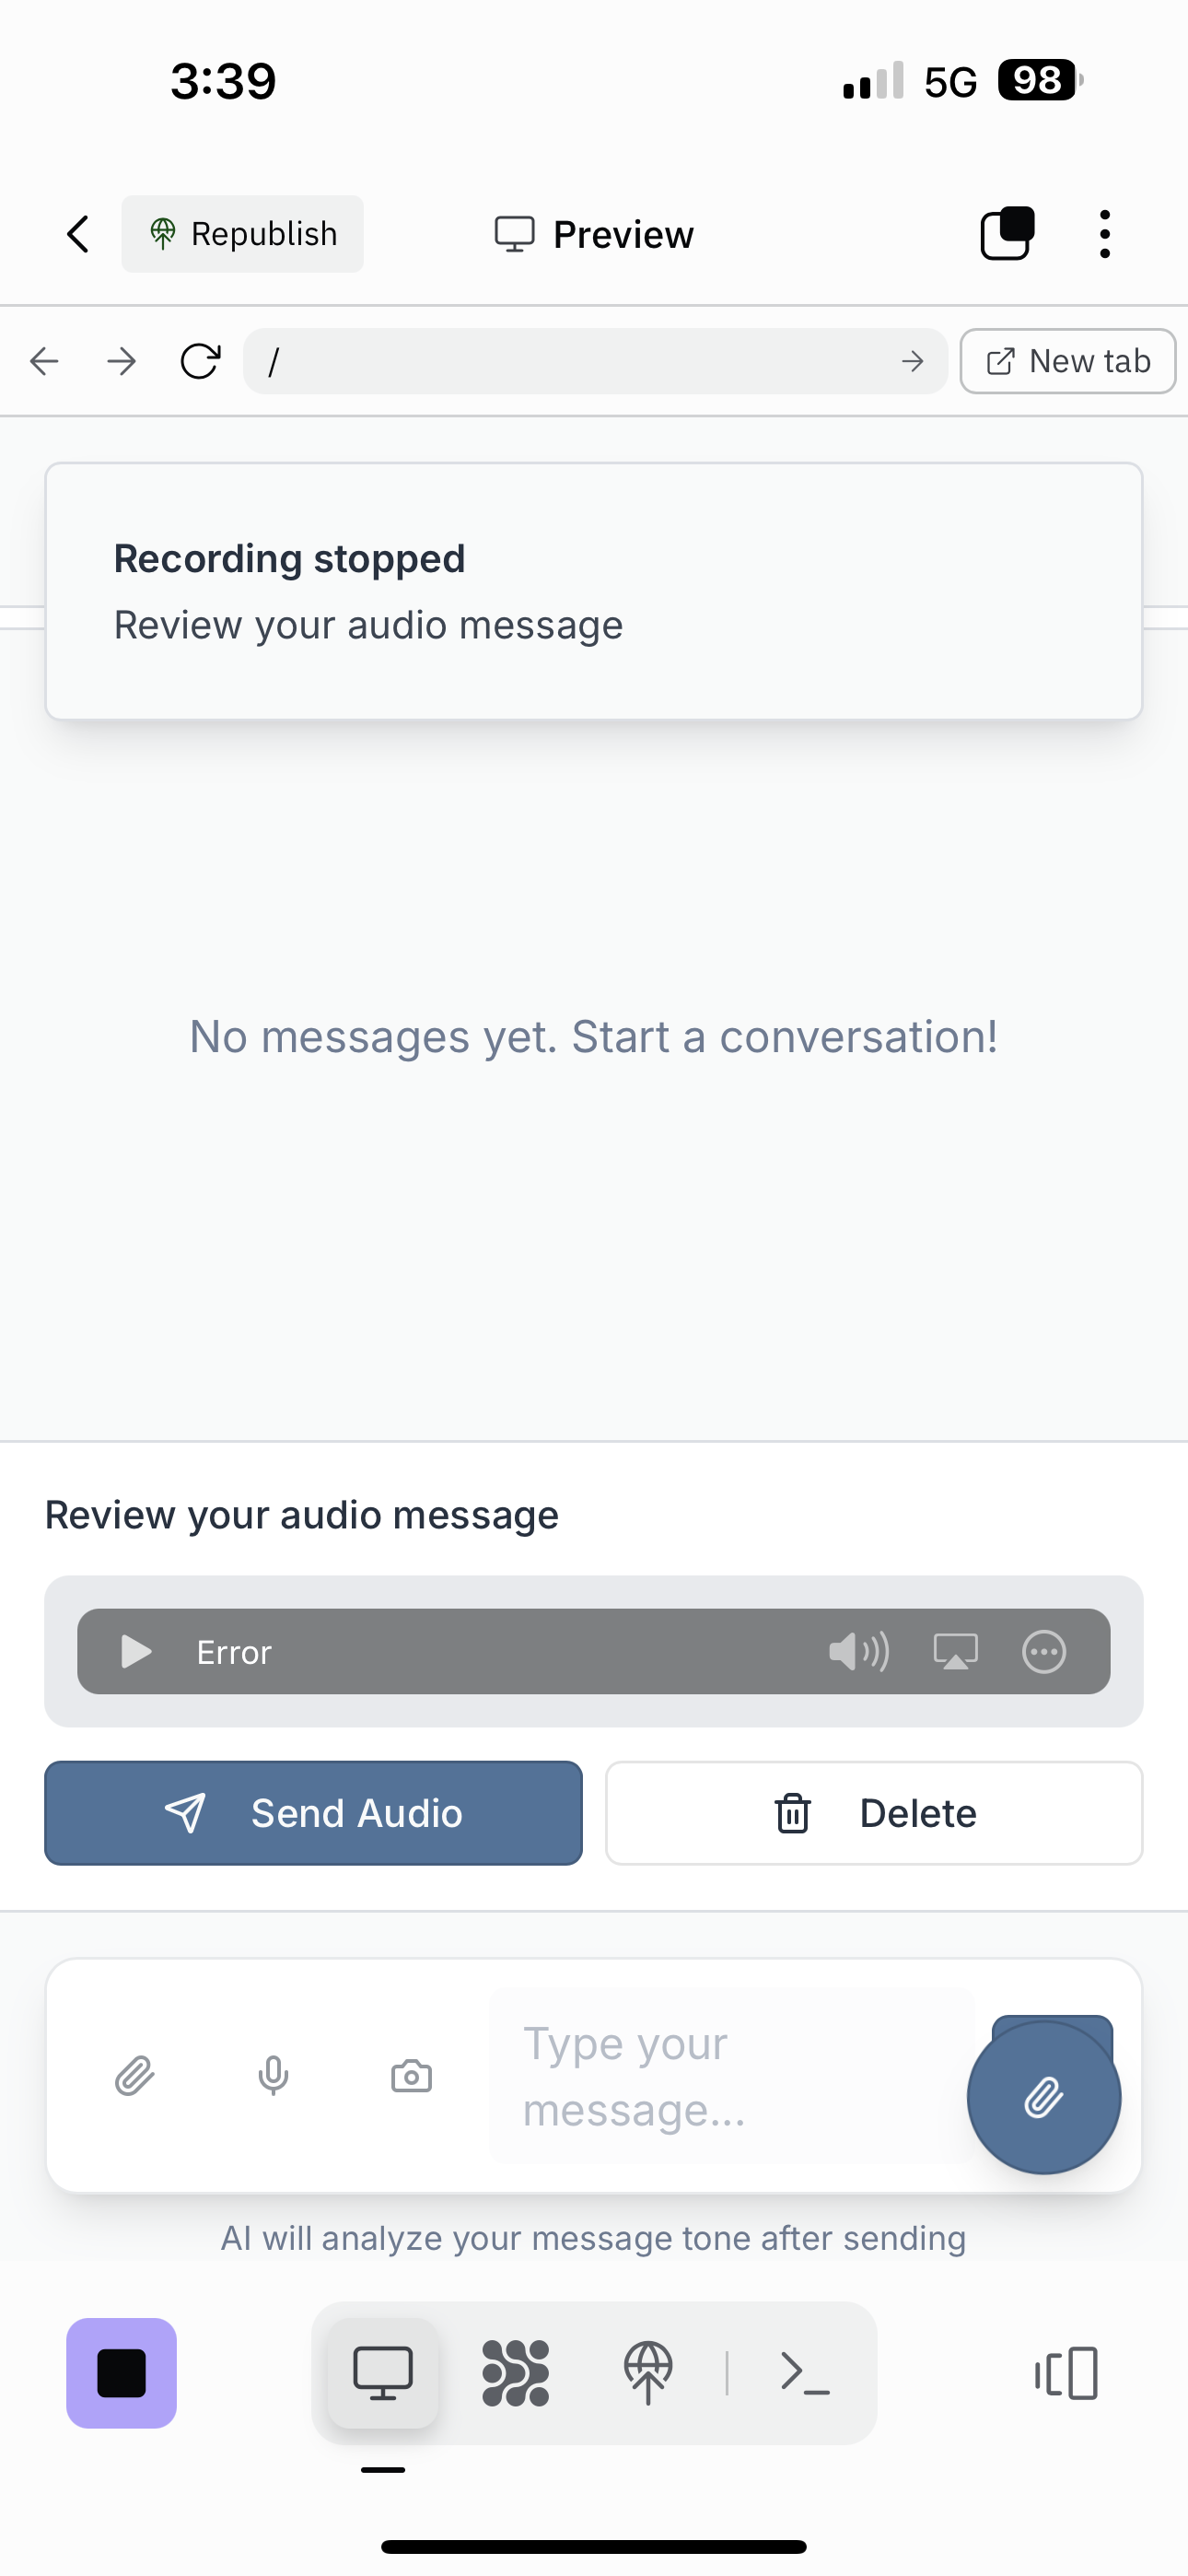 3:39
5G
98
Republish
Preview
/
New tab
Recording stopped
Review your audio message
No messages yet. Start a conversation!
Review your audio message
Error
Send Audio
Delete
Type your
message...
AI will analyze your message tone after sending